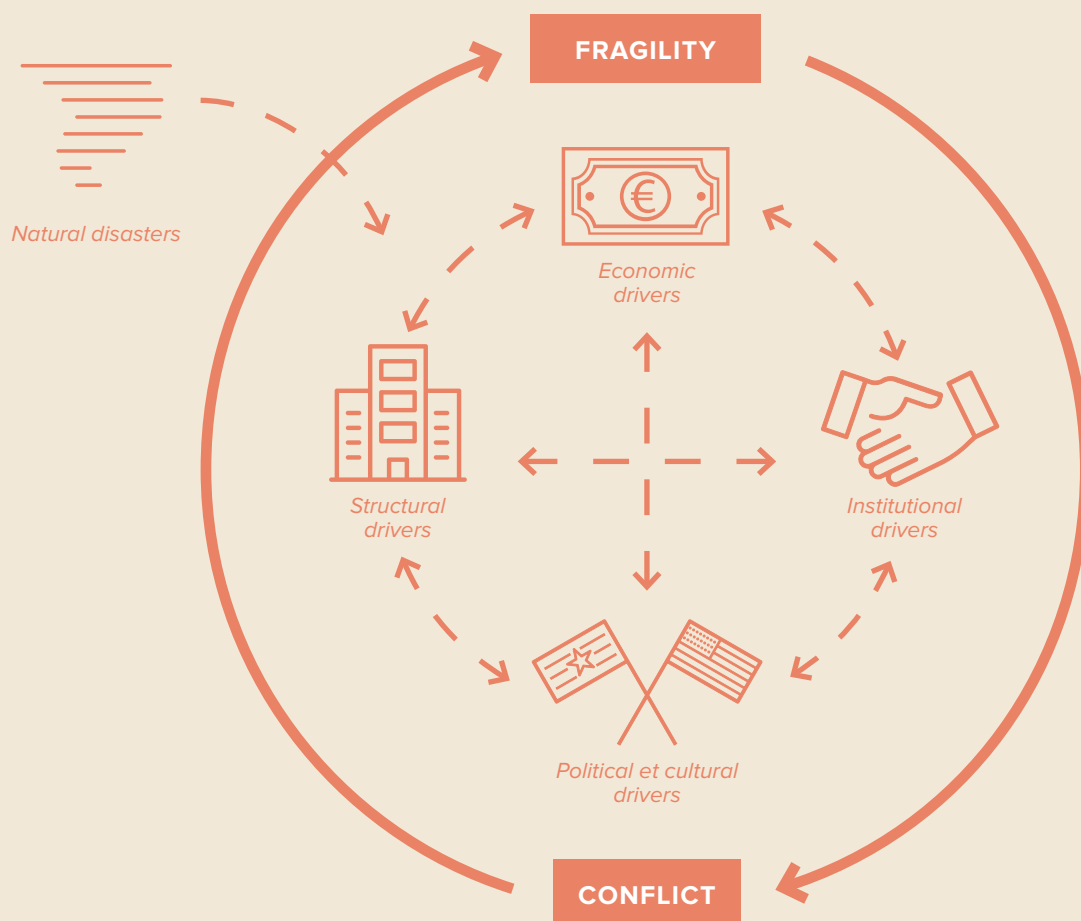 FRAGILITY
Natural disasters
€
Economic
drivers
Structural
drivers
Institutional
drivers
Political et cultural
drivers
CONFLICT